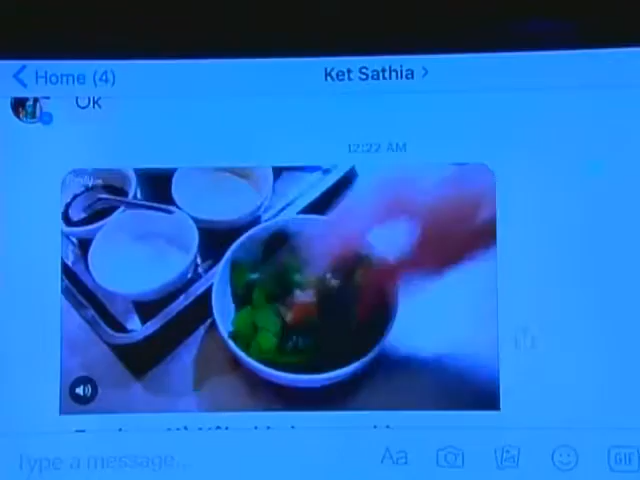 Home (4)
Ket Sathia
Ok
12:22 AM
Type a message...
Aa
GIF